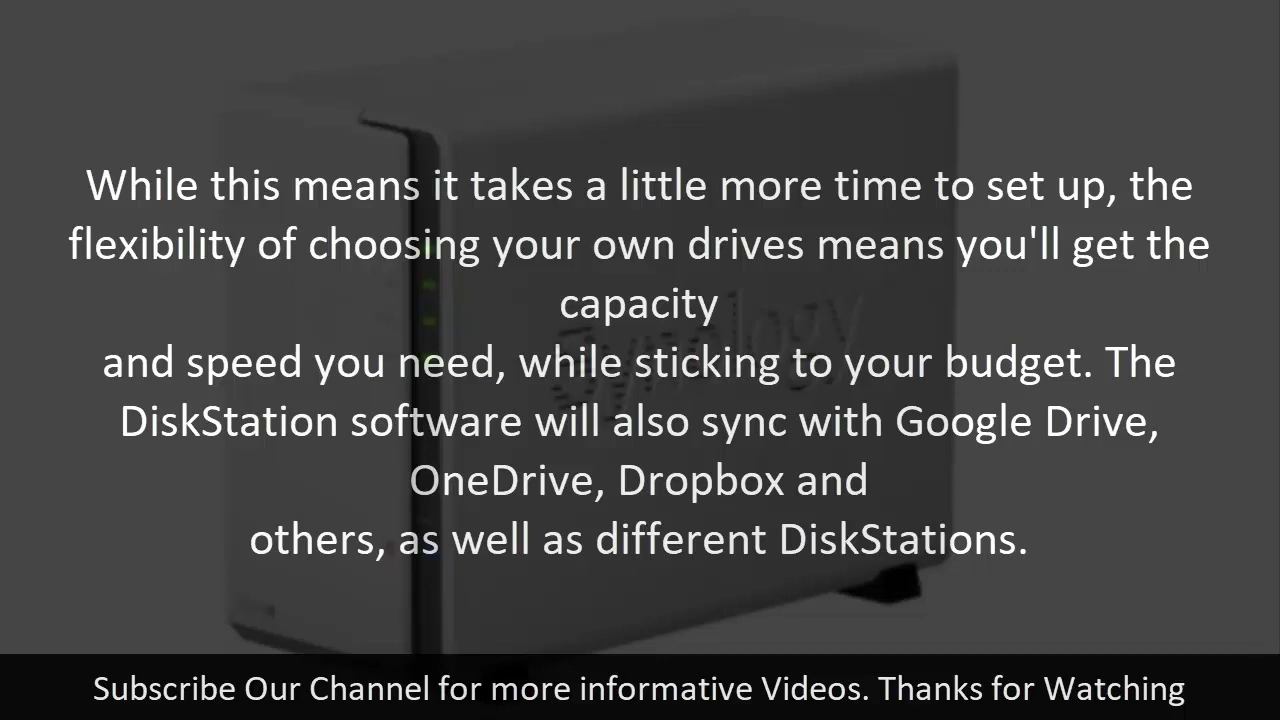 While this means it takes a little more time to set up, the
flexibility of choosing your own drives means you'll get the
capacity
and speed you need, while sticking to your budget. The
DiskStation software will also sync with Google Drive,
OneDrive, Dropbox and
others, as well as different DiskStations.
Synology
Subscribe Our Channel for more informative Videos. Thanks for Watching